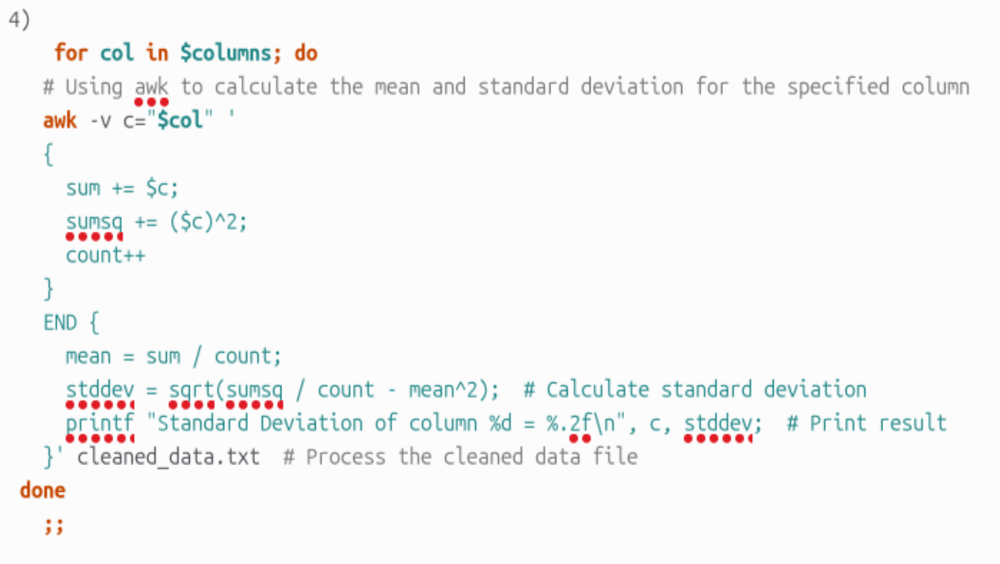 4)
for col in $columns; do
# Using awk to calculate the mean and standard deviation for the specified column
awk -v c="$col" '
{
sum += $c;
sumsq += ($c)^2;
count++
}
END {
mean = sum / count;
stddev = sqrt(sumsq / count - mean^2);  # Calculate standard deviation
printf "Standard Deviation of column %d = %.2f\n", c, stddev;  # Print result
}' cleaned_data.txt  # Process the cleaned data file
done
;;